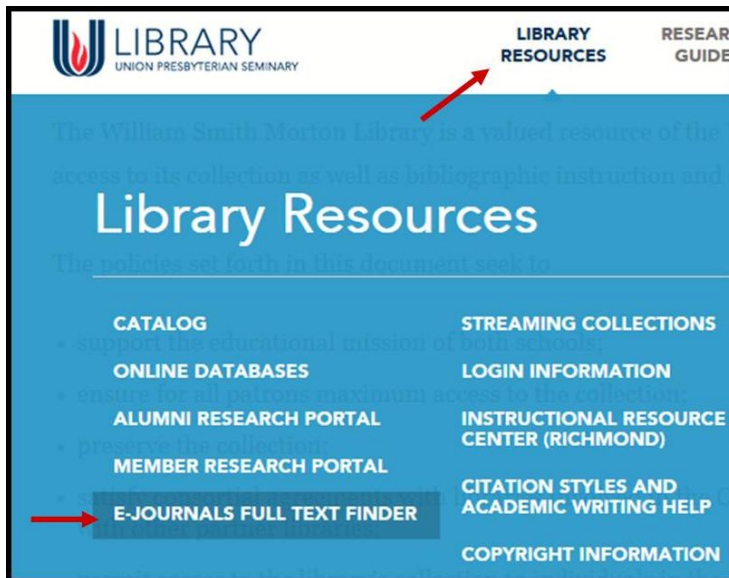 LIBRARY
UNION PRESBYTERIAN SEMINARY
LIBRARY
RESOURCES
RESEAR
GUIDE
The William Smith Morton Library is a valued resource of the
access to its collection as well as bibliographic instruction and
Library Resources
The policies set forth in this document seek to
CATALOG
• support the educational mission of both schools;
ONLINE DATABASES
• ensure for all patrons maximum access to the collection;
ALUMNI RESEARCH PORTAL
• preserve the collection;
MEMBER RESEARCH PORTAL
• satisfy consortial agreements with
E-JOURNALS FULL TEXT FINDER
with other partner libraries;
STREAMING COLLECTIONS
LOGIN INFORMATION
INSTRUCTIONAL RESOURCE
CENTER (RICHMOND)
CITATION STYLES AND
ACADEMIC WRITING HELP
COPYRIGHT INFORMATION